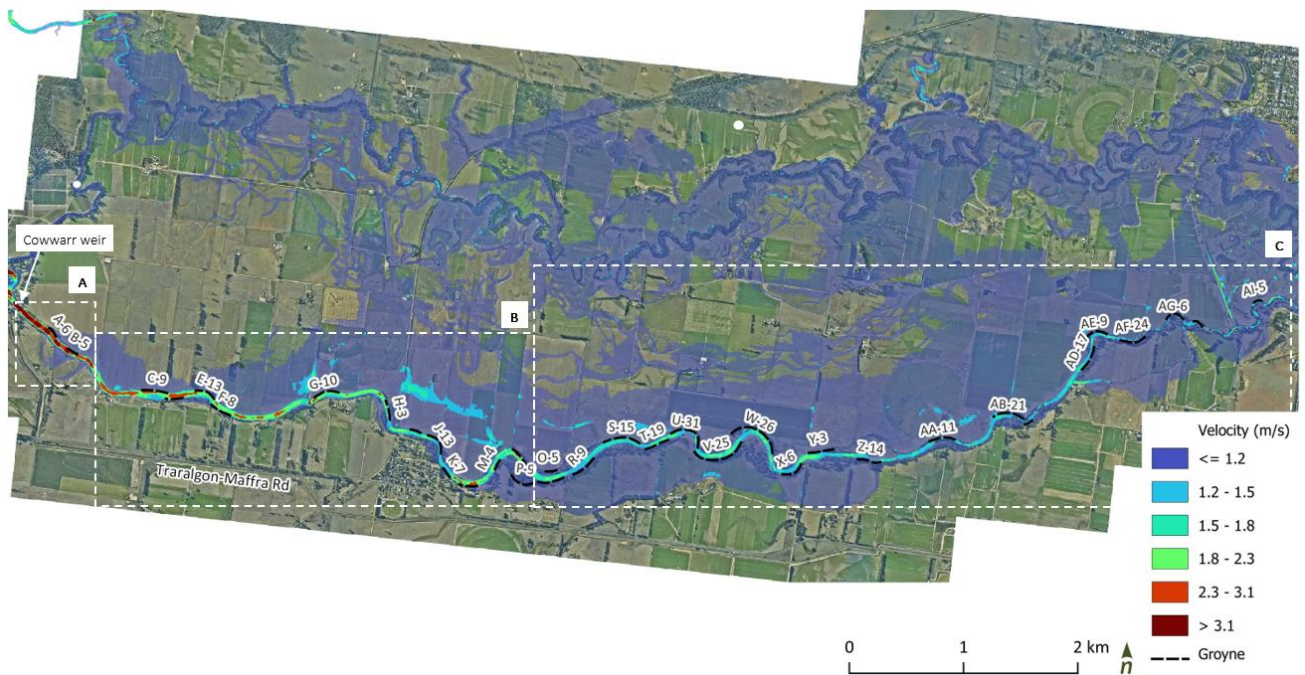 Cowwarr weir
A
B
C
A-6
B-5
C-9
E-13
F-8
G-10
H-3
J-13
K-7
M-4
P-9
IO-5
R-9
S-15
T-19
U-31
V-25
W-26
X-6
Y-3
Z-14
AA-11
AB-21
AD-17
AE-9
AF-24
AG-6
AI-5
Traralgon-Maffra Rd
Velocity (m/s)
<= 1.2
1.2 - 1.5
1.5 - 1.8
1.8 - 2.3
2.3 - 3.1
> 3.1
Groyne
0 1 2 km
n